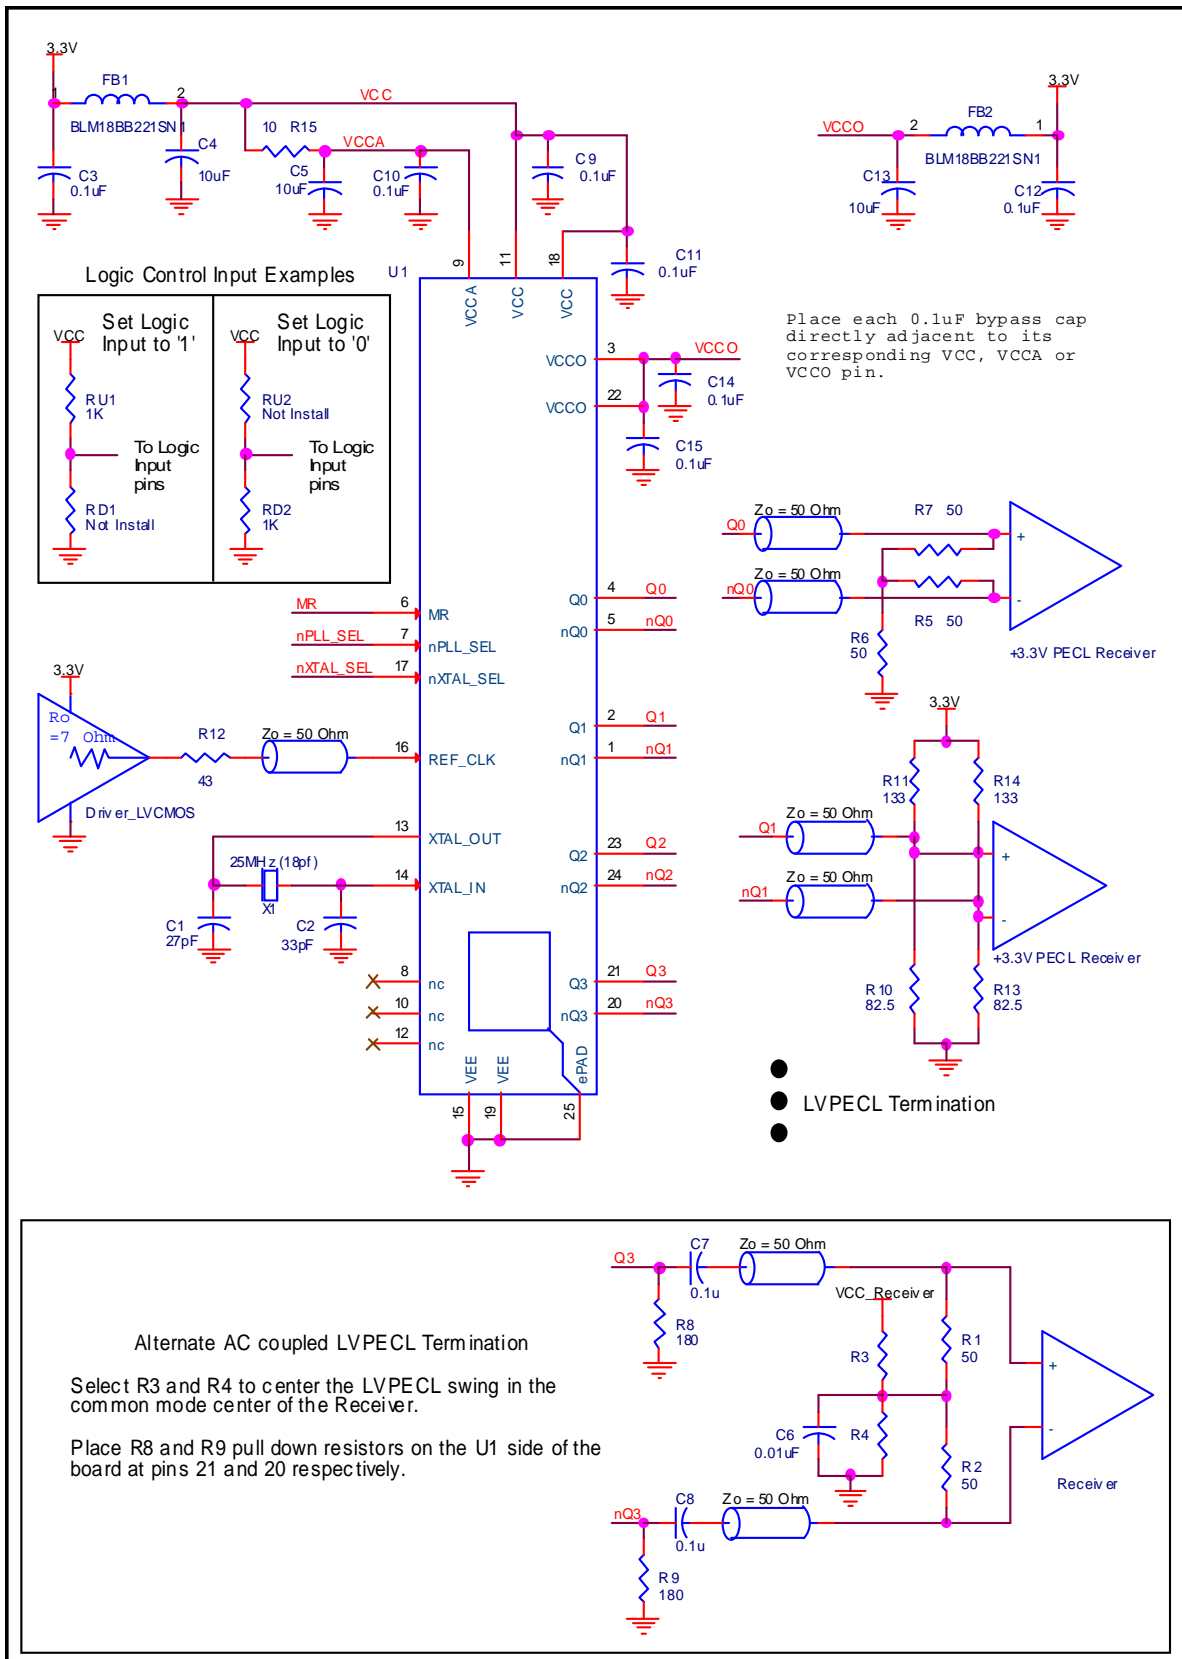 3.3V
FB1
1
2
BLM18BB221SN1
VCC
C4
10uF
C3
0.1uF
10 R15
VCCA
C5
10uF
C10
0.1uF
C9
0.1uF
3.3V
VCCO
2
FB2
1
BLM18BB221SN1
C13
10uF
C12
0.1uF
C11
0.1uF
Logic Control Input Examples
Set Logic
Input to '1'
VCC
RU1
1K
To Logic
Input
pins
RD1
Not Install
Set Logic
Input to '0'
VCC
RU2
Not Install
To Logic
Input
pins
RD2
1K
U1
9
11
18
VCCA
VCC
VCC
3
VCCO
VCCO
22
VCCO
C14
0.1uF
C15
0.1uF
Place each 0.1uF bypass cap
directly adjacent to its
corresponding VCC, VCCA or
VCCO pin.
MR
6
MR
nPLL_SEL
7
nPLL_SEL
nXTAL_SEL
17
nXTAL_SEL
3.3V
Ro
=7 Ohm
R12
43
Zo = 50 Ohm
16
REF_CLK
Driver_LVCMOS
13
XTAL_OUT
25MHz(18pf)
X1
14
XTAL_IN
C1
27pF
C2
33pF
8
nc
10
nc
12
nc
VEE
VEE
ePAD
15
19
25
Q0
4
Q0
nQ0
5
nQ0
Q1
2
Q1
nQ1
1
nQ1
Q2
23
Q2
nQ2
24
nQ2
Q3
21
Q3
nQ3
20
nQ3
Q0
Zo = 50 Ohm
nQ0
Zo = 50 Ohm
R7 50
R5 50
R6
50
+
-
+3.3V PECL Receiver
3.3V
R11
133
R14
133
Q1
Zo = 50 Ohm
nQ1
Zo = 50 Ohm
+
-
+3.3V PECL Receiver
R10
82.5
R13
82.5
LVPECL Termination
Alternate AC coupled LVPECL Termination
Select R3 and R4 to center the LVPECL swing in the
common mode center of the Receiver.
Place R8 and R9 pull down resistors on the U1 side of the
board at pins 21 and 20 respectively.
Q3
C7
0.1u
Zo = 50 Ohm
R8
180
VCC_Receiver
R3
R1
50
C6
0.01uF
R4
R2
50
+
-
Receiver
nQ3
C8
0.1u
Zo = 50 Ohm
R9
180